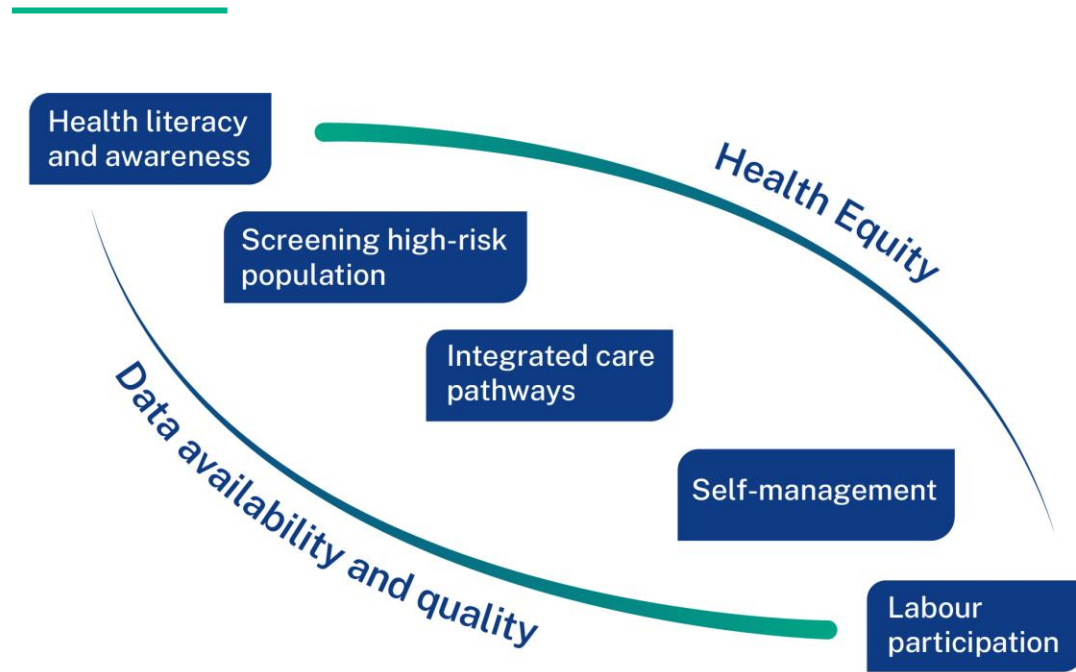 Health literacy
and awareness
Health Equity
Screening high-risk
population
Integrated care
pathways
Data availability and quality
Self-management
Labour
participation